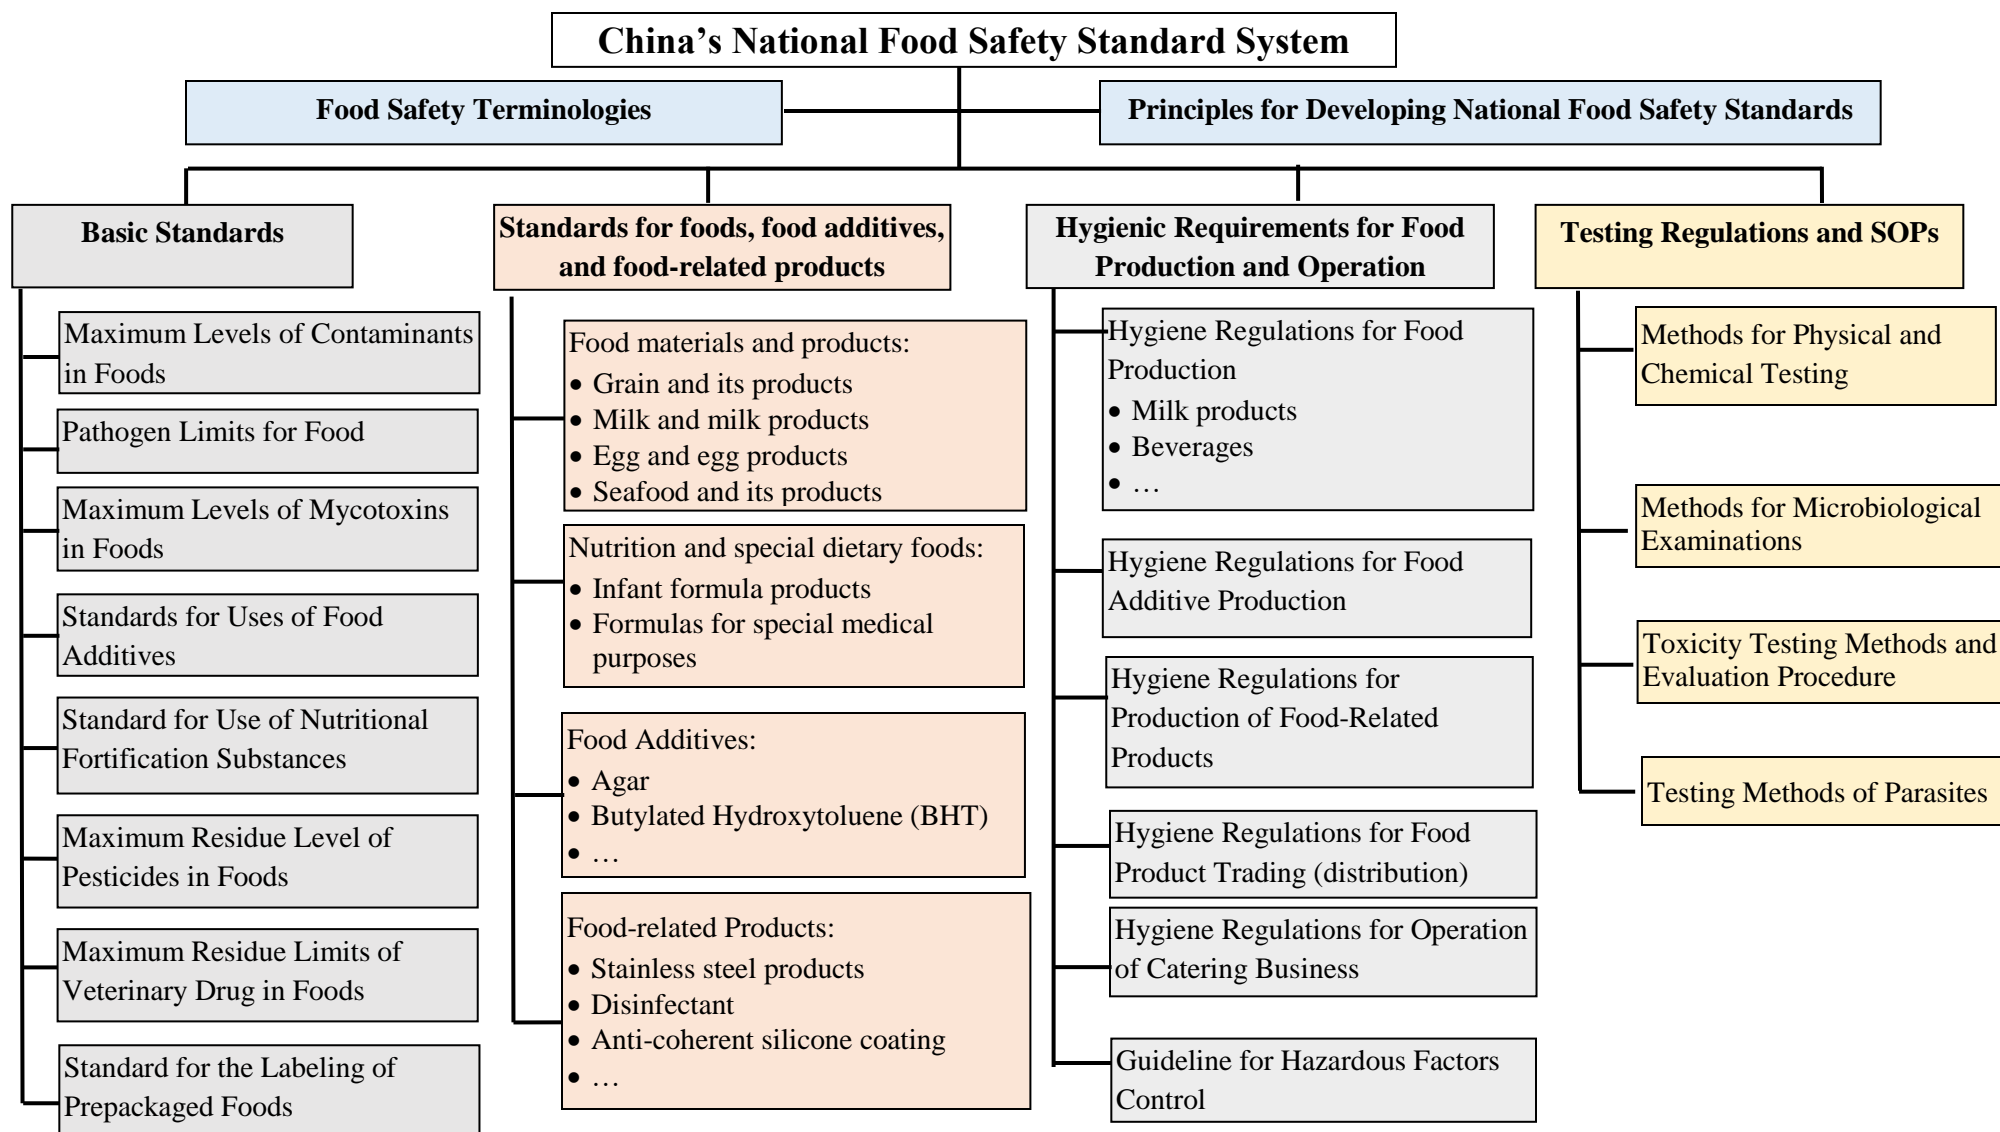 China’s National Food Safety Standard System
Food Safety Terminologies
Principles for Developing National Food Safety Standards
Basic Standards
Maximum Levels of Contaminants
in Foods
Pathogen Limits for Food
Maximum Levels of Mycotoxins
in Foods
Standards for Uses of Food
Additives
Standard for Use of Nutritional
Fortification Substances
Maximum Residue Level of
Pesticides in Foods
Maximum Residue Limits of
Veterinary Drug in Foods
Standard for the Labeling of
Prepackaged Foods
Standards for foods, food additives,
and food-related products
Food materials and products:
• Grain and its products
• Milk and milk products
• Egg and egg products
• Seafood and its products
Nutrition and special dietary foods:
• Infant formula products
• Formulas for special medical
purposes
Food Additives:
• Agar
• Butylated Hydroxytoluene (BHT)
• …
Food-related Products:
• Stainless steel products
• Disinfectant
• Anti-coherent silicone coating
• …
Hygienic Requirements for Food
Production and Operation
Hygiene Regulations for Food
Production
• Milk products
• Beverages
• …
Hygiene Regulations for Food
Additive Production
Hygiene Regulations for
Production of Food-Related
Products
Hygiene Regulations for Food
Product Trading (distribution)
Hygiene Regulations for Operation
of Catering Business
Guideline for Hazardous Factors
Control
Testing Regulations and SOPs
Methods for Physical and
Chemical Testing
Methods for Microbiological
Examinations
Toxicity Testing Methods and
Evaluation Procedure
Testing Methods of Parasites